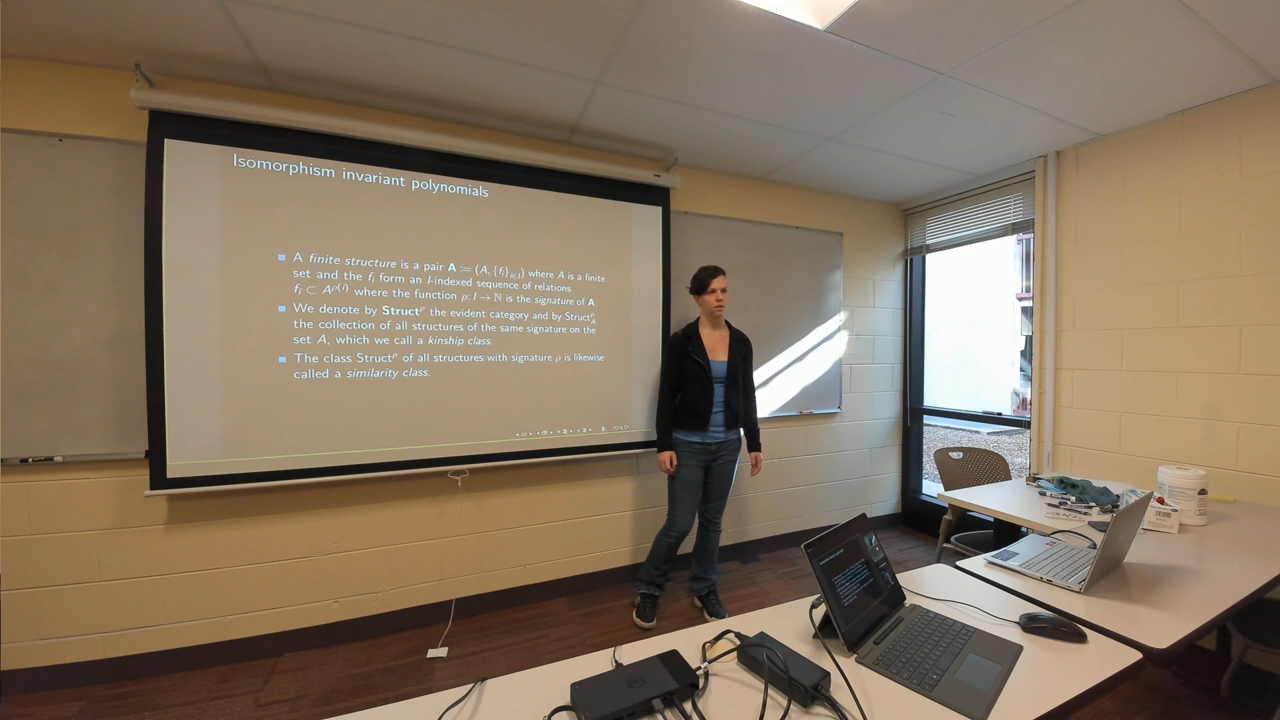 Isomorphism invariant polynomials
A finite structure is a pair A := (A, {fᵢ}ᵢ∈I) where A is a finite
set and the fᵢ form an I-indexed sequence of relations
fᵢ ⊂ A^ρ(i) where the function ρ: I → ℕ is the signature of A.
We denote by Struct^ρ the evident category and by Struct^ρ_A
the collection of all structures of the same signature on the
set A, which we call a kinship class.
The class Struct^ρ of all structures with signature ρ is likewise
called a similarity class.